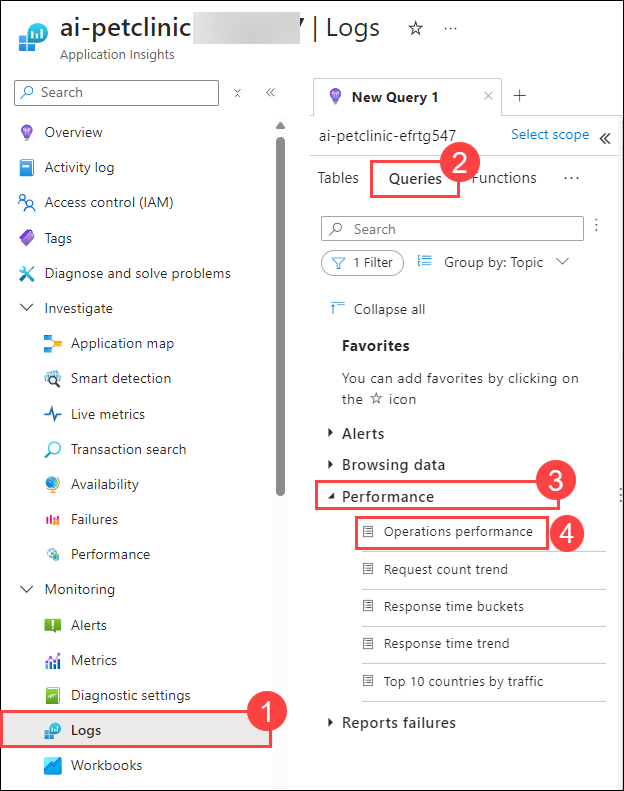 ai-petclinic | Logs
Application Insights
Search
Overview
Activity log
Access control (IAM)
Tags
Diagnose and solve problems
Investigate
Application map
Smart detection
Live metrics
Transaction search
Availability
Failures
Performance
Monitoring
Alerts
Metrics
Diagnostic settings
Logs
1
Workbooks
New Query 1
ai-petclinic-efrtg547
Select scope
Tables
Queries
2
Functions
Search
1 Filter
Group by: Topic
Collapse all
Favorites
You can add favorites by clicking on
the ☆ icon
Alerts
Browsing data
Performance
3
Operations performance
4
Request count trend
Response time buckets
Response time trend
Top 10 countries by traffic
Reports failures